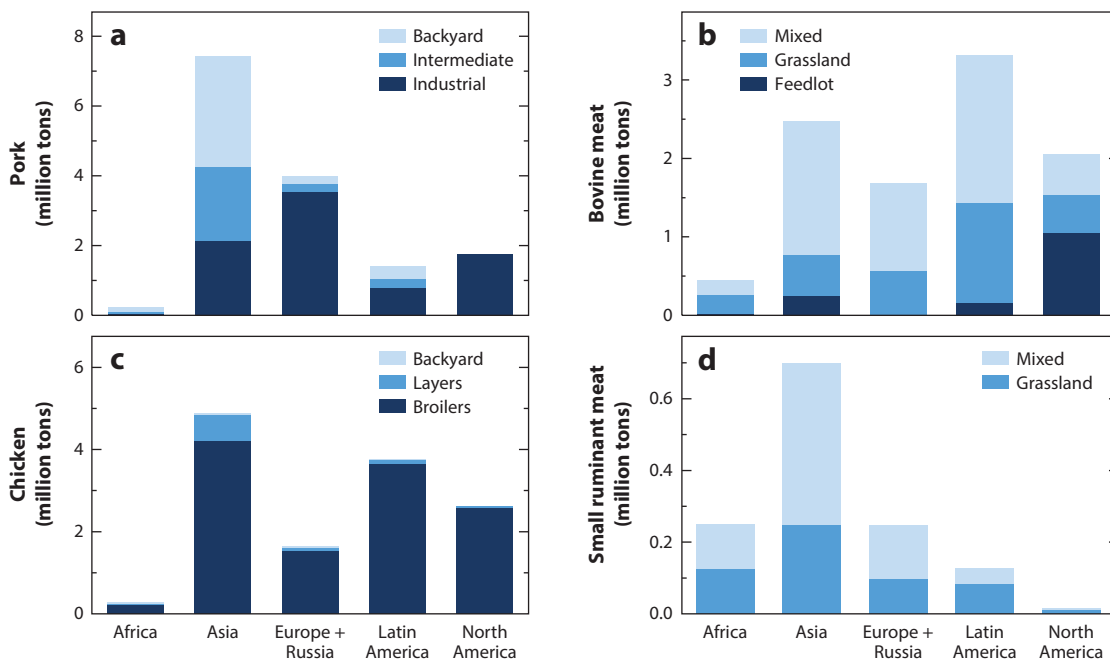 a
Backyard
Intermediate
Industrial
8
6
4
2
0
Pork
(million tons)
b
Mixed
Grassland
Feedlot
3
2
1
0
Bovine meat
(million tons)
c
Backyard
Layers
Broilers
6
4
2
0
Chicken
(million tons)
Africa
Asia
Europe +
Russia
Latin
America
North
America
d
Mixed
Grassland
0.6
0.4
0.2
0.0
Small ruminant meat
(million tons)
Africa
Asia
Europe +
Russia
Latin
America
North
America